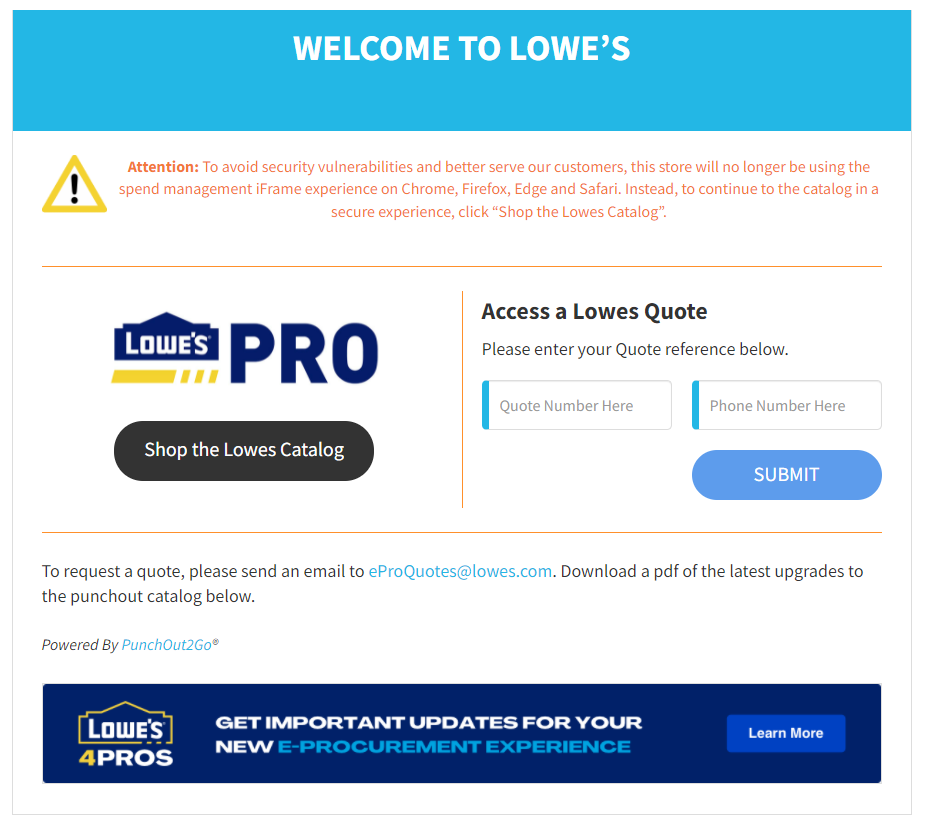 WELCOME TO LOWE’S
Attention: To avoid security vulnerabilities and better serve our customers, this store will no longer be using the
spend management iFrame experience on Chrome, Firefox, Edge and Safari. Instead, to continue to the catalog in a
secure experience, click “Shop the Lowes Catalog”.
LOWE'S PRO
Shop the Lowes Catalog
Access a Lowes Quote
Please enter your Quote reference below.
Quote Number Here
Phone Number Here
SUBMIT
To request a quote, please send an email to eProQuotes@lowes.com. Download a pdf of the latest upgrades to
the punchout catalog below.
Powered By PunchOut2Go®
LOWE'S
4PROS
GET IMPORTANT UPDATES FOR YOUR
NEW E-PROCUREMENT EXPERIENCE
Learn More